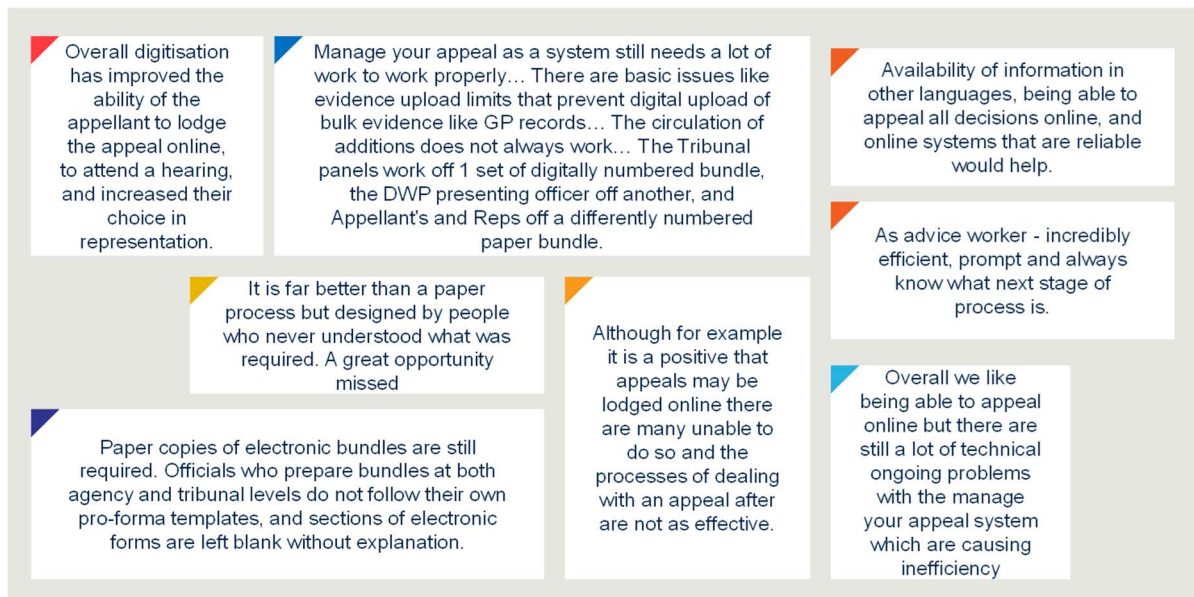 Overall digitisation
has improved the
ability of the
appellant to lodge
the appeal online,
to attend a hearing,
and increased their
choice in
representation.
Manage your appeal as a system still needs a lot of
work to work properly… There are basic issues like
evidence upload limits that prevent digital upload of
bulk evidence like GP records… The circulation of
additions does not always work… The Tribunal
panels work off 1 set of digitally numbered bundle,
the DWP presenting officer off another, and
Appellant's and Reps off a differently numbered
paper bundle.
Availability of information in
other languages, being able to
appeal all decisions online, and
online systems that are reliable
would help.
As advice worker - incredibly
efficient, prompt and always
know what next stage of
process is.
It is far better than a paper
process but designed by people
who never understood what was
required. A great opportunity
missed
Although for example
it is a positive that
appeals may be
lodged online there
are many unable to
do so and the
processes of dealing
with an appeal after
are not as effective.
Overall we like
being able to appeal
online but there are
still a lot of technical
ongoing problems
with the manage
your appeal system
which are causing
inefficiency
Paper copies of electronic bundles are still
required. Officials who prepare bundles at both
agency and tribunal levels do not follow their own
pro-forma templates, and sections of electronic
forms are left blank without explanation.